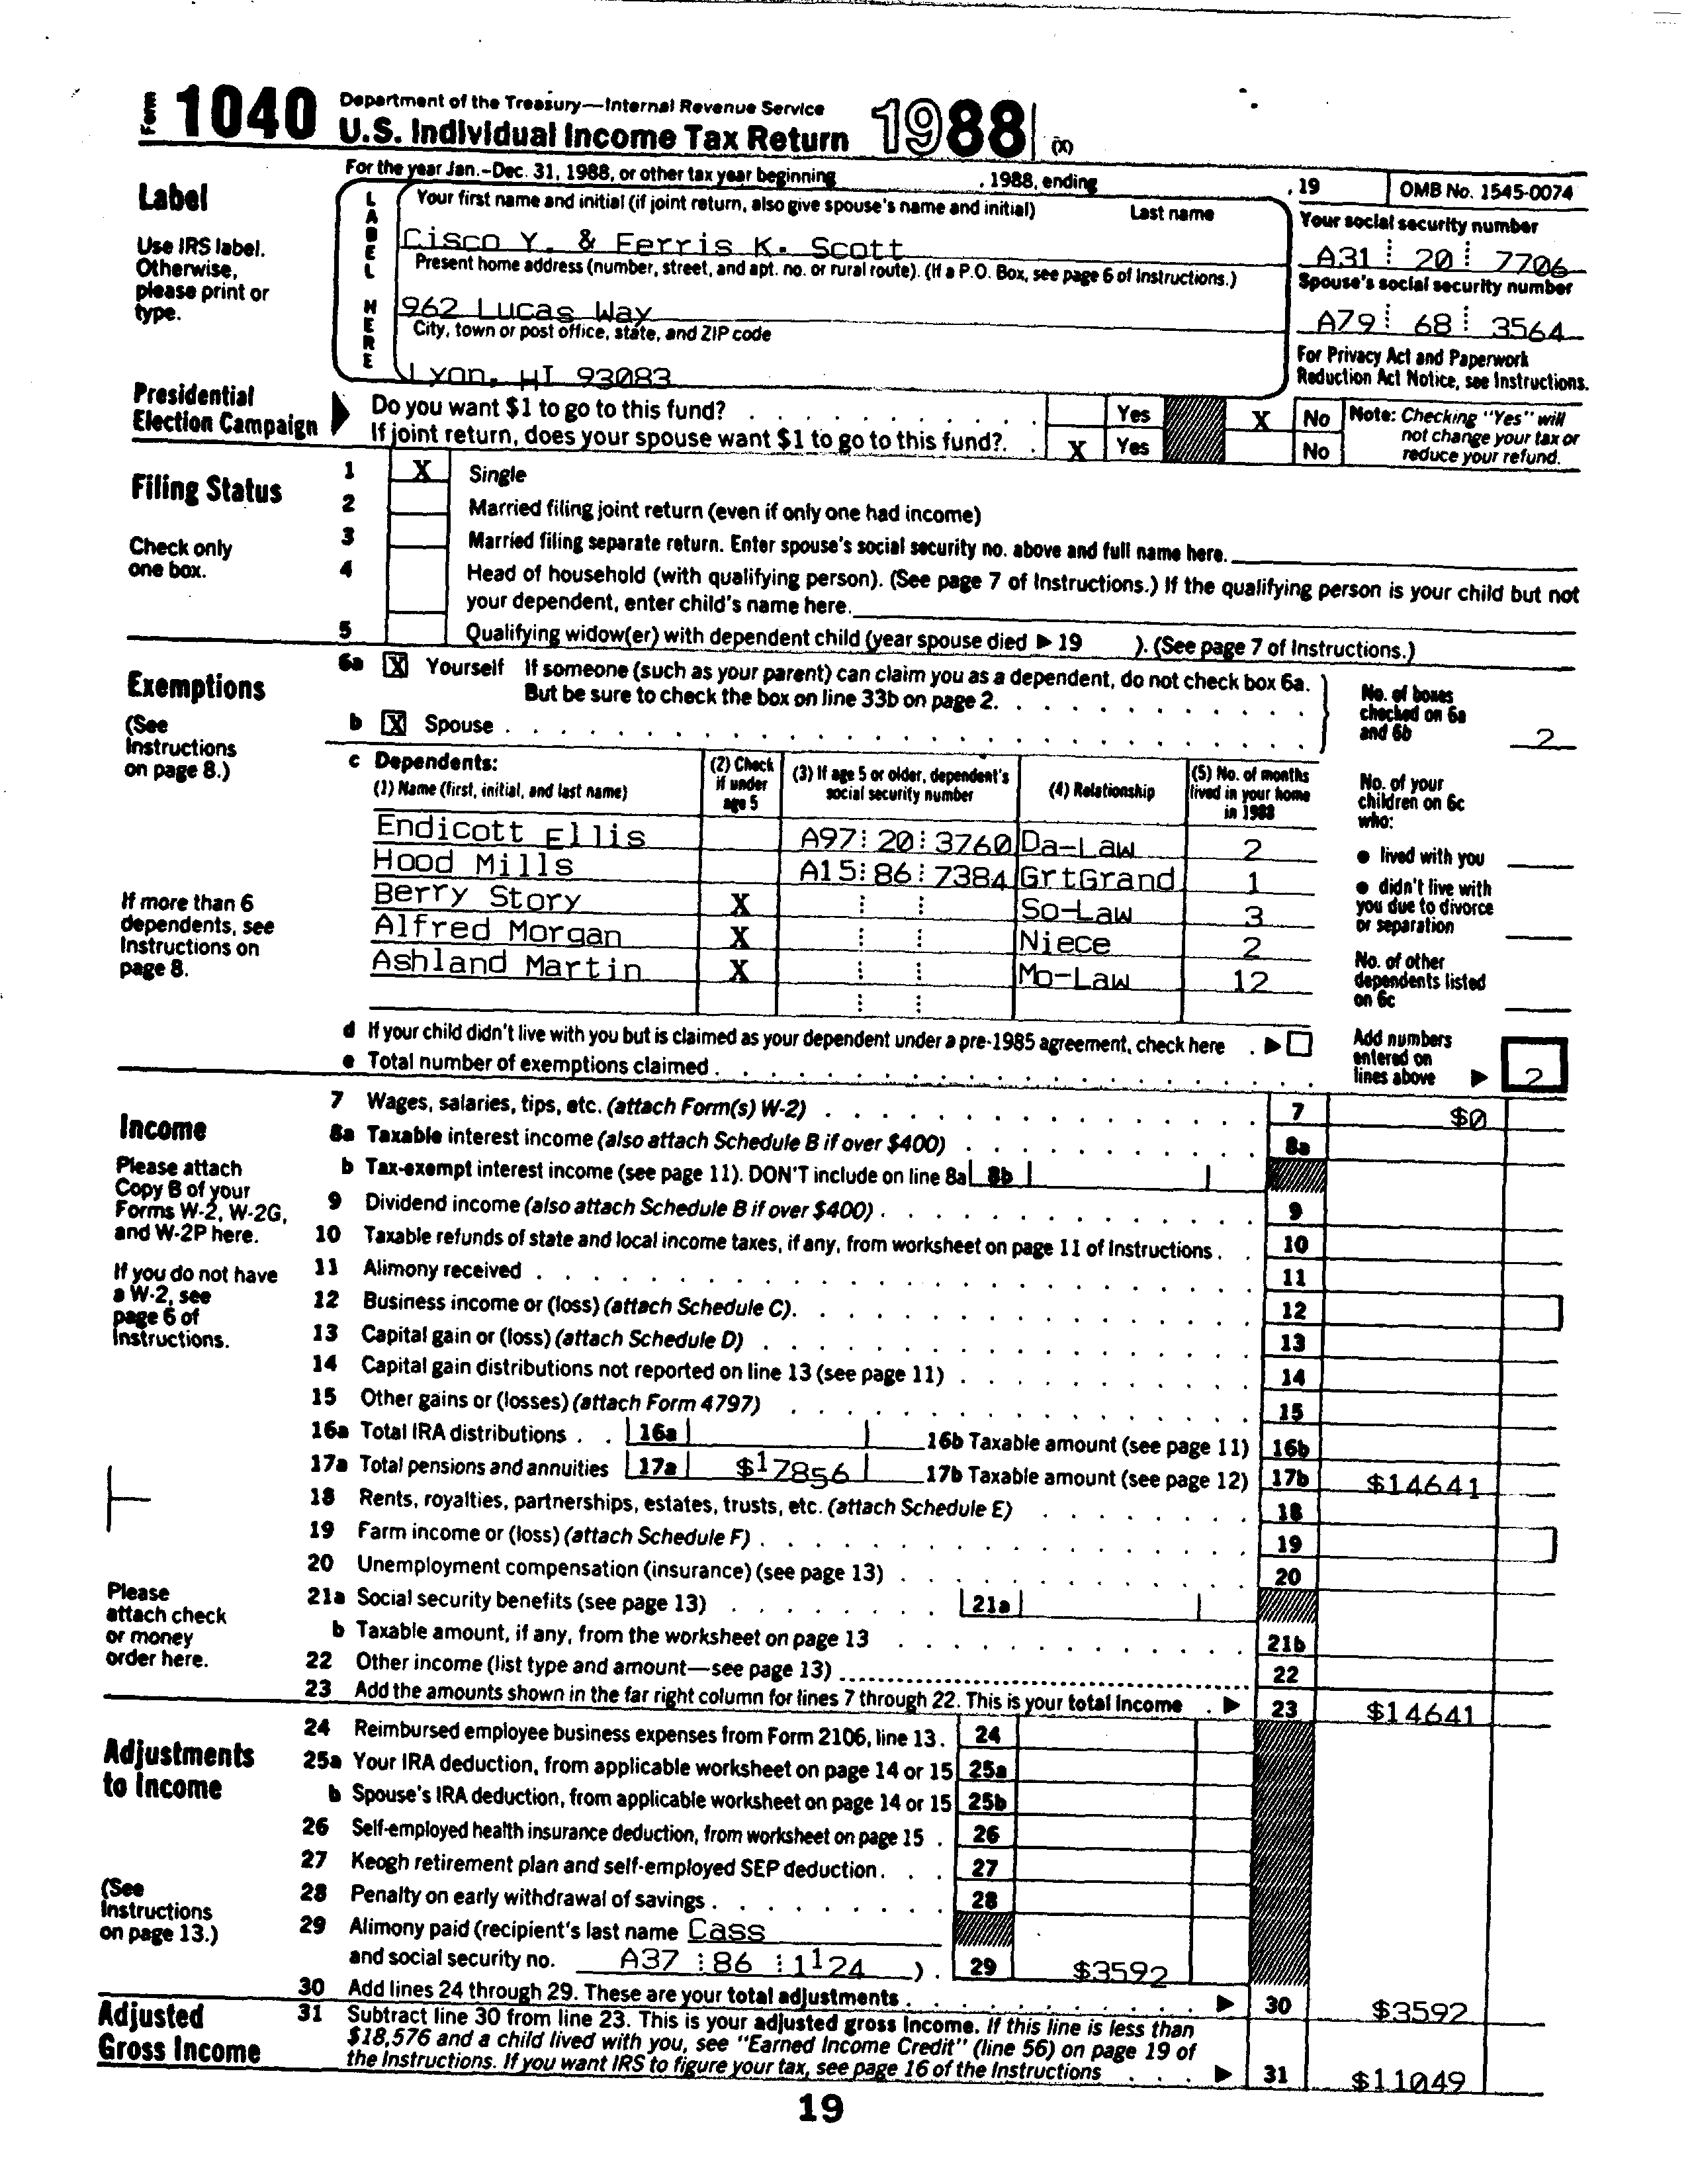 Form 1040 Department of the Treasury—Internal Revenue Service
U.S. Individual Income Tax Return 1988 (X)
For the year Jan.-Dec. 31, 1988, or other tax year beginning , 1988, ending , 19 OMB No. 1545-0074
Label
Use IRS label. Otherwise, please print or type.
LABEL HERE
Your first name and initial (if joint return, also give spouse's name and initial) Last name
Cisco Y. & Ferris K. Scott
Your social security number
A31 20 7706
Present home address (number, street, and apt. no. or rural route). (If a P.O. Box, see page 6 of Instructions.)
962 Lucas Way
Spouse's social security number
A79 68 3564
City, town or post office, state, and ZIP code
Lyon, HI 93083
For Privacy Act and Paperwork Reduction Act Notice, see Instructions.
Presidential Election Campaign
Do you want $1 to go to this fund? . . . Yes X No
If joint return, does your spouse want $1 to go to this fund?. . X Yes No
Note: Checking "Yes" will not change your tax or reduce your refund.
Filing Status
Check only one box.
1 X Single
2 Married filing joint return (even if only one had income)
3 Married filing separate return. Enter spouse's social security no. above and full name here.
4 Head of household (with qualifying person). (See page 7 of Instructions.) If the qualifying person is your child but not
your dependent, enter child's name here.
5 Qualifying widow(er) with dependent child (year spouse died ▶ 19 ). (See page 7 of Instructions.)
Exemptions
(See Instructions on page 8.)
6a X Yourself If someone (such as your parent) can claim you as a dependent, do not check box 6a.
But be sure to check the box on line 33b on page 2.
b X Spouse
No. of boxes checked on 6a and 6b 2
c Dependents:
(1) Name (first, initial, and last name) (2) Check if under age 5 (3) If age 5 or older, dependent's social security number (4) Relationship (5) No. of months lived in your home in 1988
Endicott Ellis A97 20 3760 Da-Law 2
Hood Mills A15 86 7384 GrtGrand 1
Berry Story X So-Law 3
Alfred Morgan X Niece 2
Ashland Martin X Mo-Law 12
If more than 6 dependents, see Instructions on page 8.
No. of your children on 6c who:
● lived with you
● didn't live with you due to divorce or separation
No. of other dependents listed on 6c
d If your child didn't live with you but is claimed as your dependent under a pre-1985 agreement, check here . ▶
e Total number of exemptions claimed
Add numbers entered on lines above ▶ 2
Income
Please attach Copy B of your Forms W-2, W-2G, and W-2P here.
If you do not have a W-2, see page 6 of Instructions.
Please attach check or money order here.
7 Wages, salaries, tips, etc. (attach Form(s) W-2) 7 $0
8a Taxable interest income (also attach Schedule B if over $400) 8a
b Tax-exempt interest income (see page 11). DON'T include on line 8a 8b
9 Dividend income (also attach Schedule B if over $400) 9
10 Taxable refunds of state and local income taxes, if any, from worksheet on page 11 of Instructions 10
11 Alimony received 11
12 Business income or (loss) (attach Schedule C) 12
13 Capital gain or (loss) (attach Schedule D) 13
14 Capital gain distributions not reported on line 13 (see page 11) 14
15 Other gains or (losses) (attach Form 4797) 15
16a Total IRA distributions 16a 16b Taxable amount (see page 11) 16b
17a Total pensions and annuities 17a $17856 17b Taxable amount (see page 12) 17b $14641
18 Rents, royalties, partnerships, estates, trusts, etc. (attach Schedule E) 18
19 Farm income or (loss) (attach Schedule F) 19
20 Unemployment compensation (insurance) (see page 13) 20
21a Social security benefits (see page 13) 21a
b Taxable amount, if any, from the worksheet on page 13 21b
22 Other income (list type and amount—see page 13) 22
23 Add the amounts shown in the far right column for lines 7 through 22. This is your total income ▶ 23 $14641
Adjustments to Income
(See Instructions on page 13.)
24 Reimbursed employee business expenses from Form 2106, line 13 24
25a Your IRA deduction, from applicable worksheet on page 14 or 15 25a
b Spouse's IRA deduction, from applicable worksheet on page 14 or 15 25b
26 Self-employed health insurance deduction, from worksheet on page 15 26
27 Keogh retirement plan and self-employed SEP deduction 27
28 Penalty on early withdrawal of savings 28
29 Alimony paid (recipient's last name Cass
and social security no. A37 86 1124 ) . 29 $3592
30 Add lines 24 through 29. These are your total adjustments ▶ 30 $3592
Adjusted Gross Income
31 Subtract line 30 from line 23. This is your adjusted gross income. If this line is less than
$18,576 and a child lived with you, see "Earned Income Credit" (line 56) on page 19 of
the Instructions. If you want IRS to figure your tax, see page 16 of the Instructions ▶ 31 $11049
19